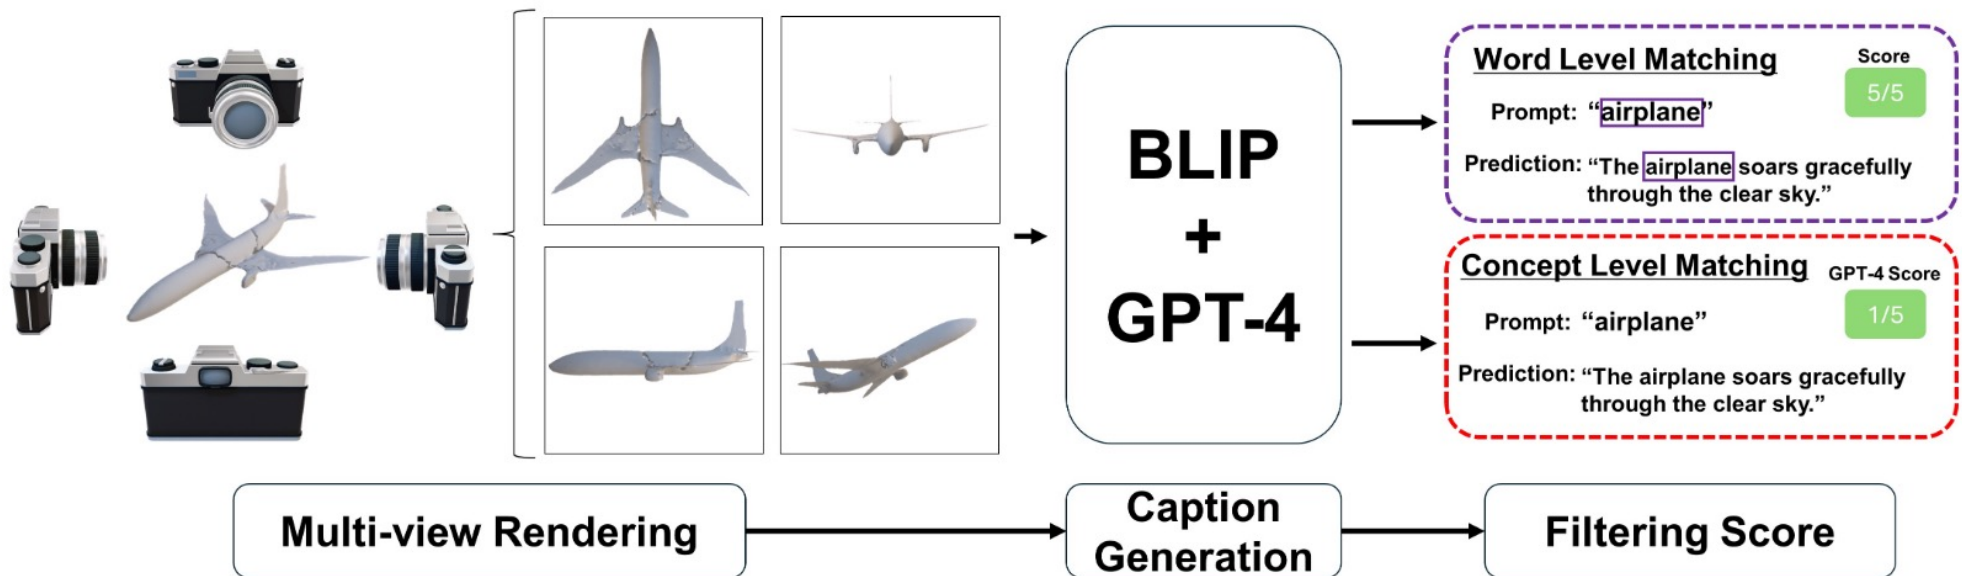 BLIP
+
GPT-4
Word Level Matching
Score
5/5
Prompt: “airplane”
Prediction: “The airplane soars gracefully
through the clear sky.”
Concept Level Matching
GPT-4 Score
1/5
Prompt: “airplane”
Prediction: “The airplane soars gracefully
through the clear sky.”
Multi-view Rendering
Caption
Generation
Filtering Score